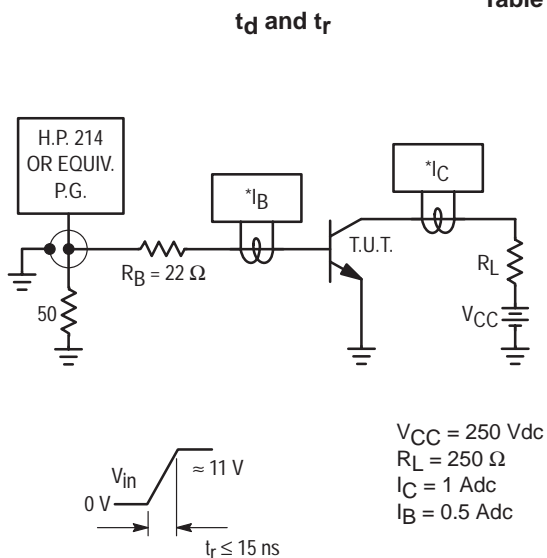 Table
td and tr
H.P. 214
OR EQUIV.
P.G.
*IB
*IC
T.U.T.
RB = 22 Ω
RL
50
VCC
Vin
≈ 11 V
0 V
tr ≤ 15 ns
VCC = 250 Vdc
RL = 250 Ω
IC = 1 Adc
IB = 0.5 Adc